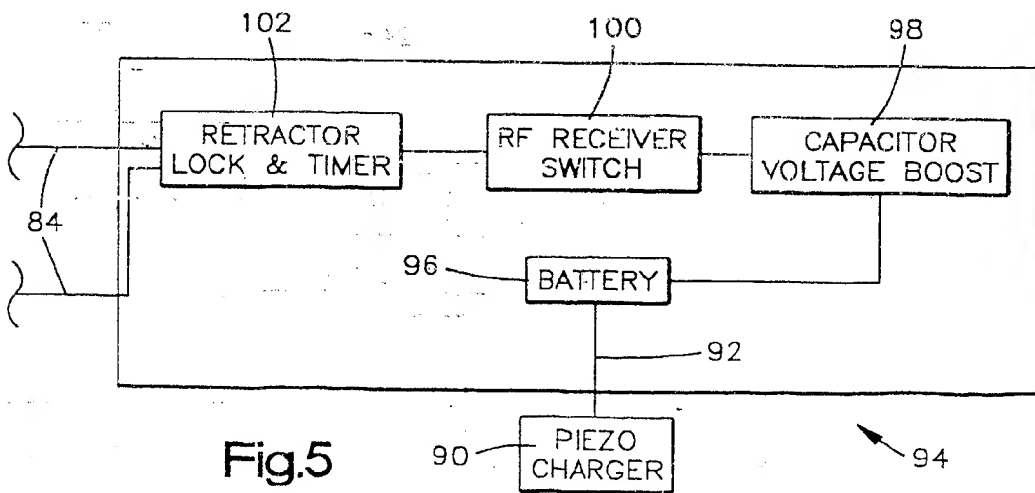 102
100
98
RETRACTOR
LOCK & TIMER
RF RECEIVER
SWITCH
CAPACITOR
VOLTAGE BOOST
84
96
BATTERY
92
90
PIEZO
CHARGER
94
Fig.5